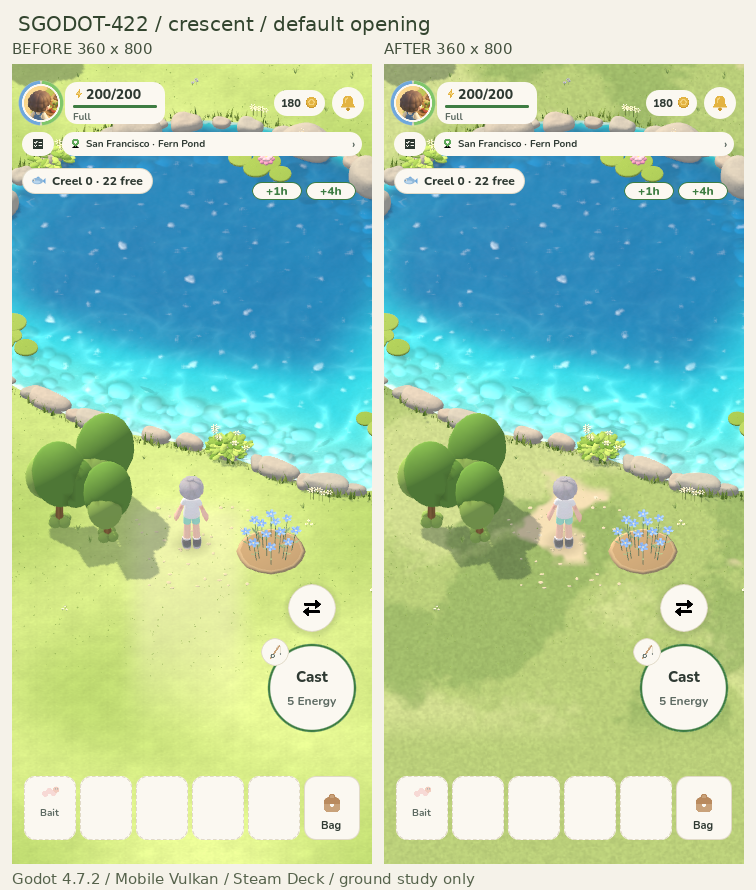 SGODOT-422 / crescent / default opening
BEFORE 360 x 800
AFTER 360 x 800
200/200
Full
180
San Francisco · Fern Pond ›
Creel 0 · 22 free
+1h
+4h
Cast
5 Energy
Bait
Bag
200/200
Full
180
San Francisco · Fern Pond ›
Creel 0 · 22 free
+1h
+4h
Cast
5 Energy
Bait
Bag
Godot 4.7.2 / Mobile Vulkan / Steam Deck / ground study only